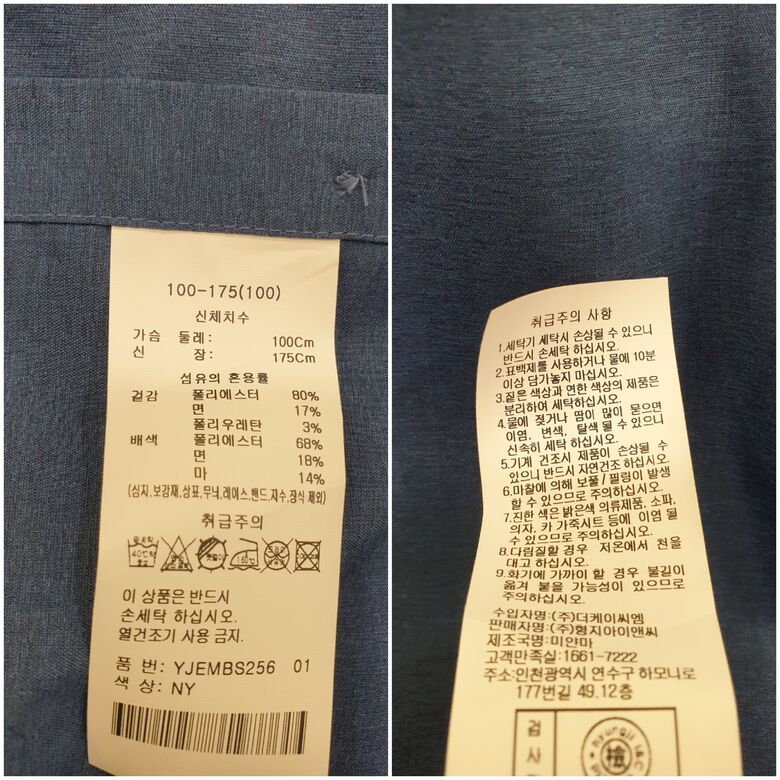 100-175(100)
신체치수
가슴 둘레: 100Cm
신 장: 175Cm
섬유의 혼용률
겉감 폴리에스터 80%
면 17%
폴리우레탄 3%
배색 폴리에스터 68%
면 18%
마 14%
(심지,보강재,상표,무늬,레이스,밴드,자수,장식 제외)
취급주의
손세탁
40℃약
중성
180℃
이 상품은 반드시
손세탁 하십시오.
열건조기 사용 금지.
품 번: YJEMBS256 01
색 상: NY
취급주의 사항
1.세탁기 세탁시 손상될 수 있으니
반드시 손세탁 하십시오.
2.표백제를 사용하거나 물에 10분
이상 담가놓지 마십시오.
3.짙은 색상과 연한 색상의 제품은
분리하여 세탁하십시오.
4.물에 젖거나 땀이 많이 묻으면
이염, 변색, 탈색 될 수 있으니
신속히 세탁 하십시오.
5.기계 건조시 제품이 손상될 수
있으니 반드시 자연건조 하십시오.
6.마찰에 의해 보풀/필링이 발생
할 수 있으므로 주의하십시오.
7.진한 색은 밝은색 의류제품, 소파,
의자, 카 가죽시트 등에 이염 될
수 있으므로 주의하십시오.
8.다림질할 경우 저온에서 천을
대고 하십시오.
9.화기에 가까이 할 경우 불길이
옮겨 붙을 가능성이 있으므로
주의하십시오.
수입자명:(주)더케이씨엠
판매자명:(주)형지아이앤씨
제조국명:미얀마
고객만족실:1661-7222
주소:인천광역시 연수구 하모니로
177번길 49.12층
검
사
hyungji I&C
檢